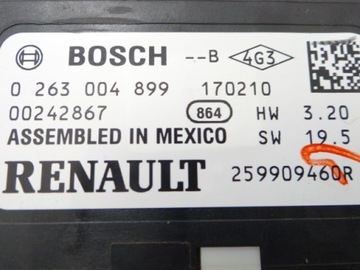 BOSCH --B 4G3
0 263 004 899 170210
00242867 864 HW 3.20
ASSEMBLED IN MEXICO SW 19.5
RENAULT 259909460R